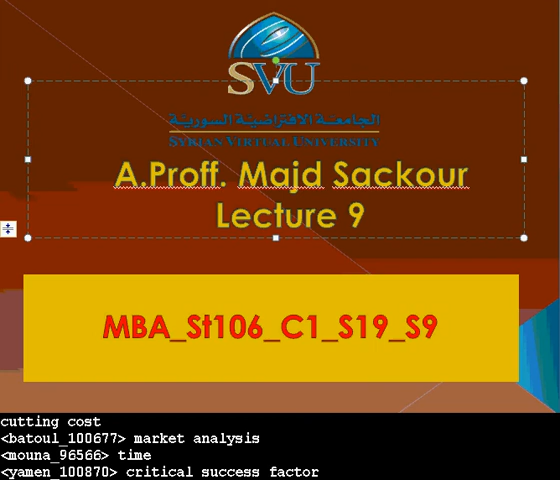 SVU
الجامعة الافتراضية السورية
SYRIAN VIRTUAL UNIVERSITY
A.Proff. Majd Sackour
Lecture 9
MBA_St106_C1_S19_S9
cutting cost
<batoul_100677> market analysis
<mouna_96566> time
<yamen_100870> critical success factor